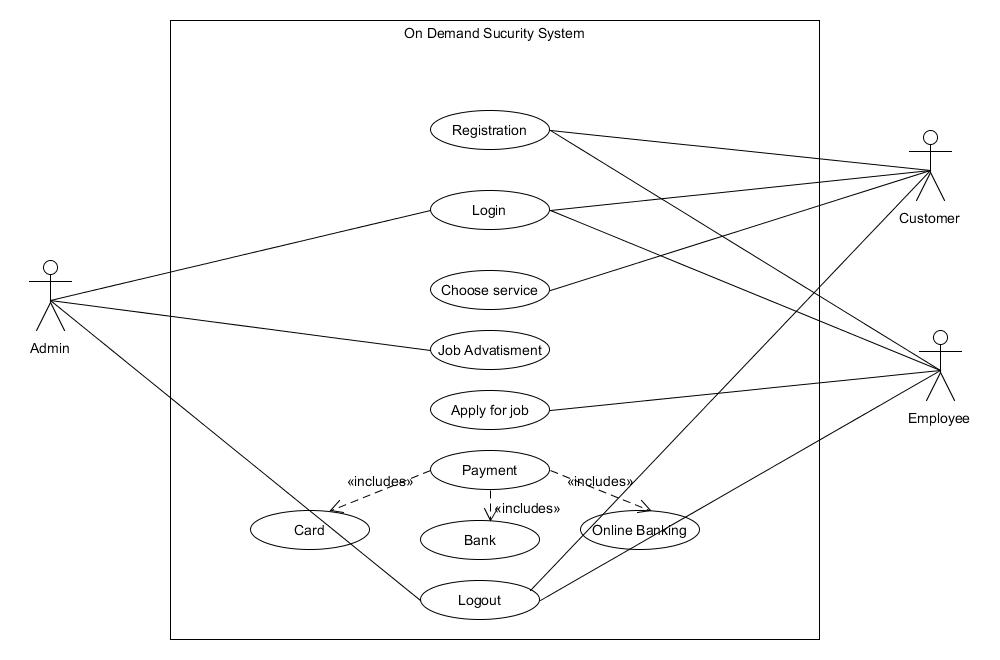 On Demand Sucurity System
Registration
Customer
Login
Choose service
Admin
Job Advatisment
Apply for job
Employee
Payment
«includes»
«includes»
«includes»
Card
Bank
Online Banking
Logout